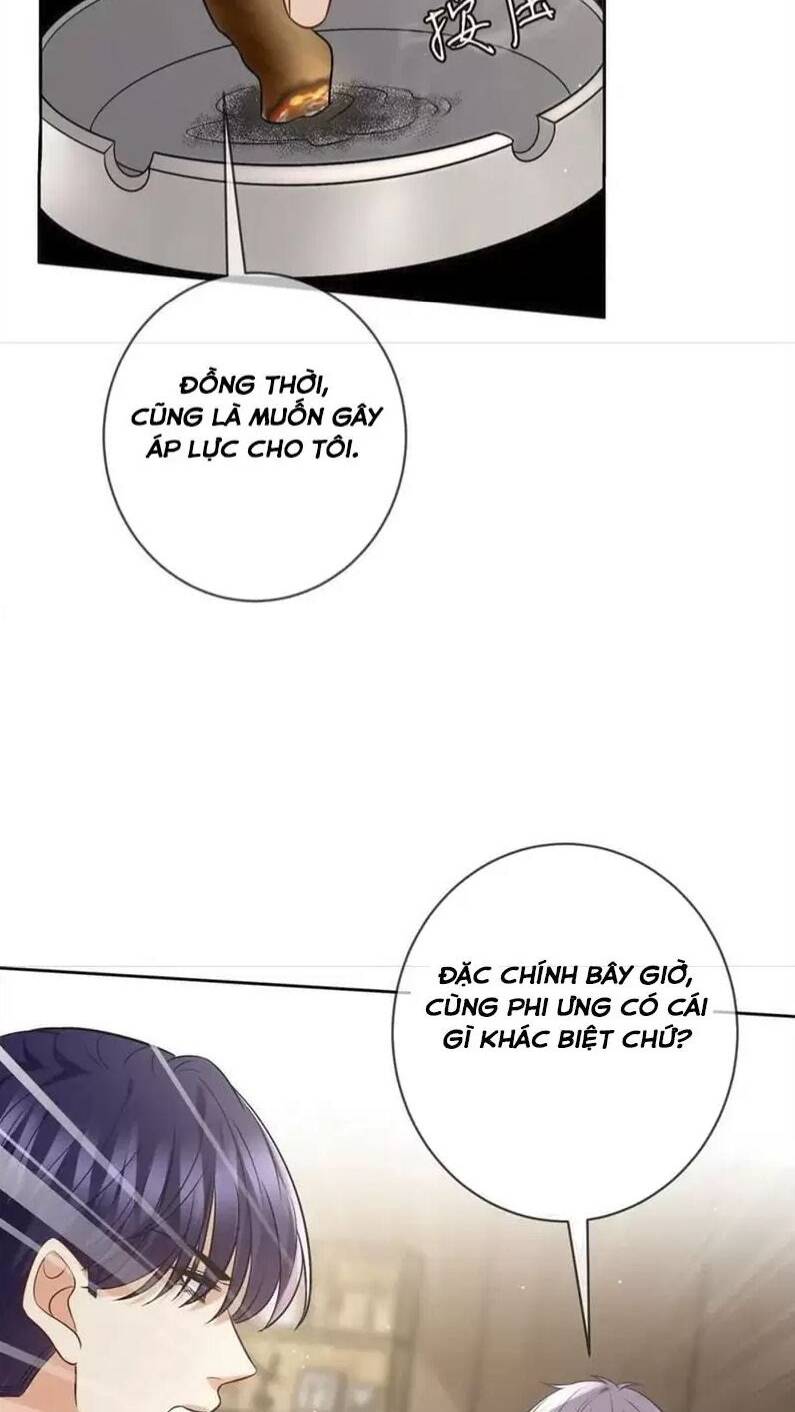 按压
ĐỒNG THỜI,
CŨNG LÀ MUỐN GÂY
ÁP LỰC CHO TÔI.
ĐẶC CHÍNH BÂY GIỜ,
CÙNG PHI ƯNG CÓ CÁI
GÌ KHÁC BIỆT CHỨ?